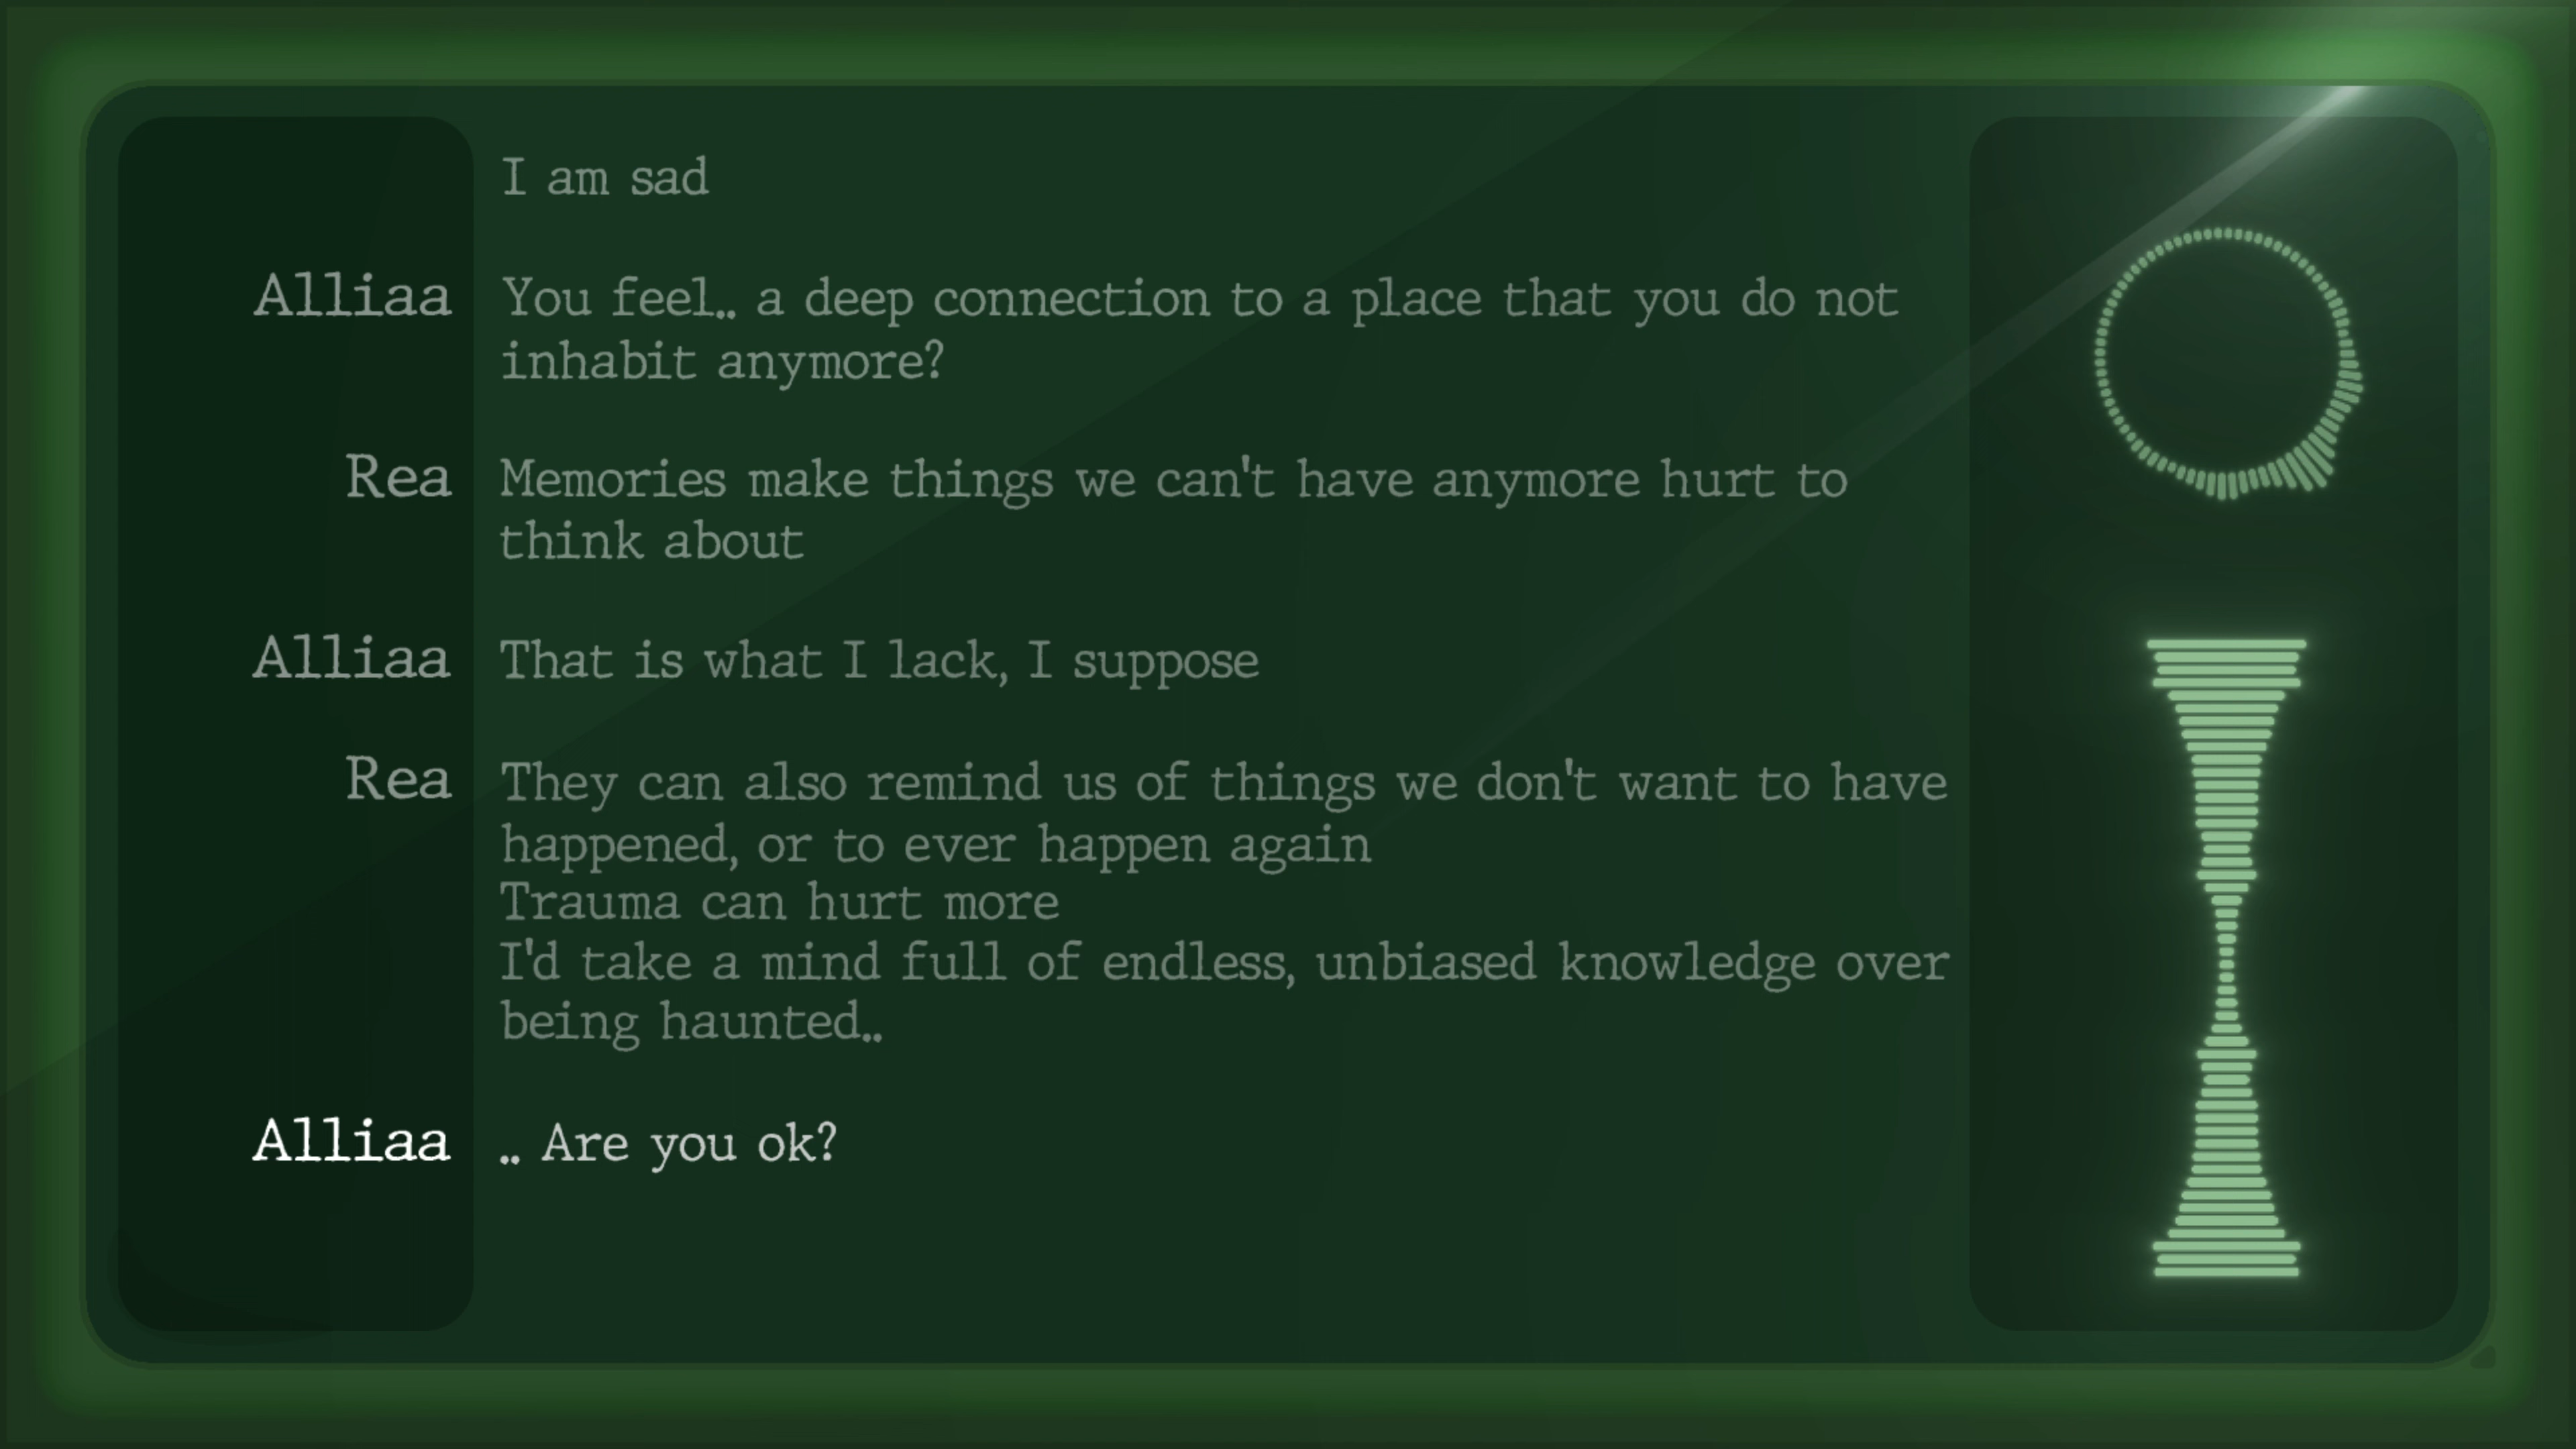 I am sad
Alliaa You feel.. a deep connection to a place that you do not
inhabit anymore?
Rea Memories make things we can't have anymore hurt to
think about
Alliaa That is what I lack, I suppose
Rea They can also remind us of things we don't want to have
happened, or to ever happen again
Trauma can hurt more
I'd take a mind full of endless, unbiased knowledge over
being haunted..
Alliaa .. Are you ok?